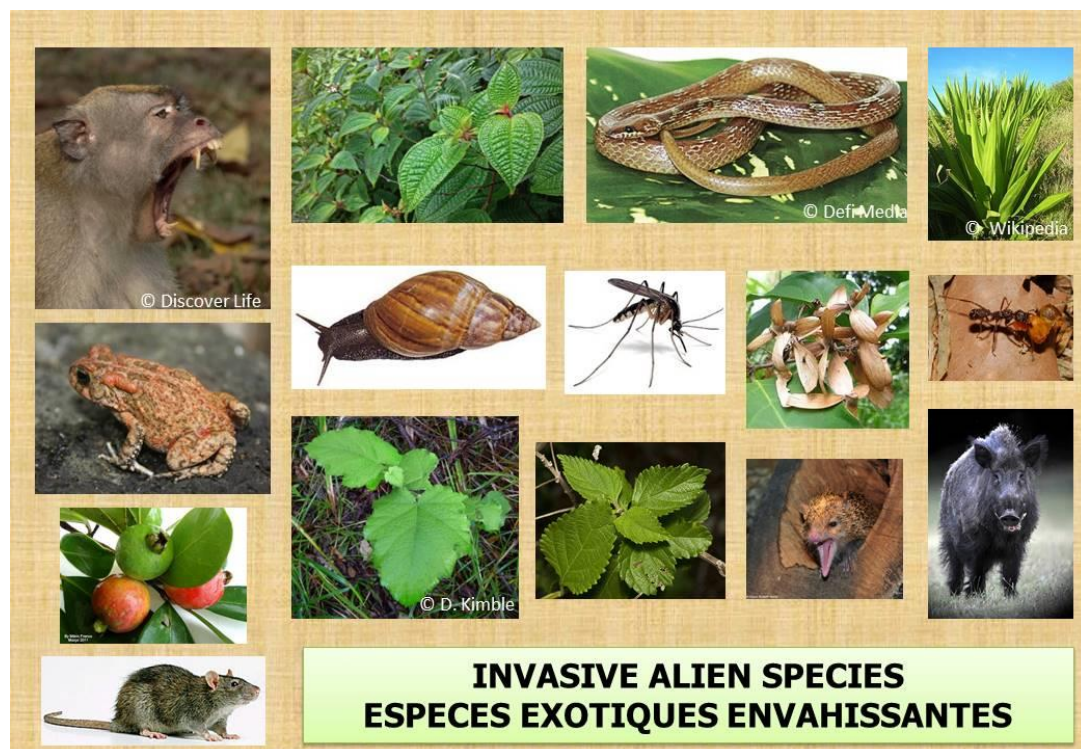 © Defi Media
© Wikipedia
© Discover Life
© D. Kimble
INVASIVE ALIEN SPECIES
ESPECES EXOTIQUES ENVAHISSANTES